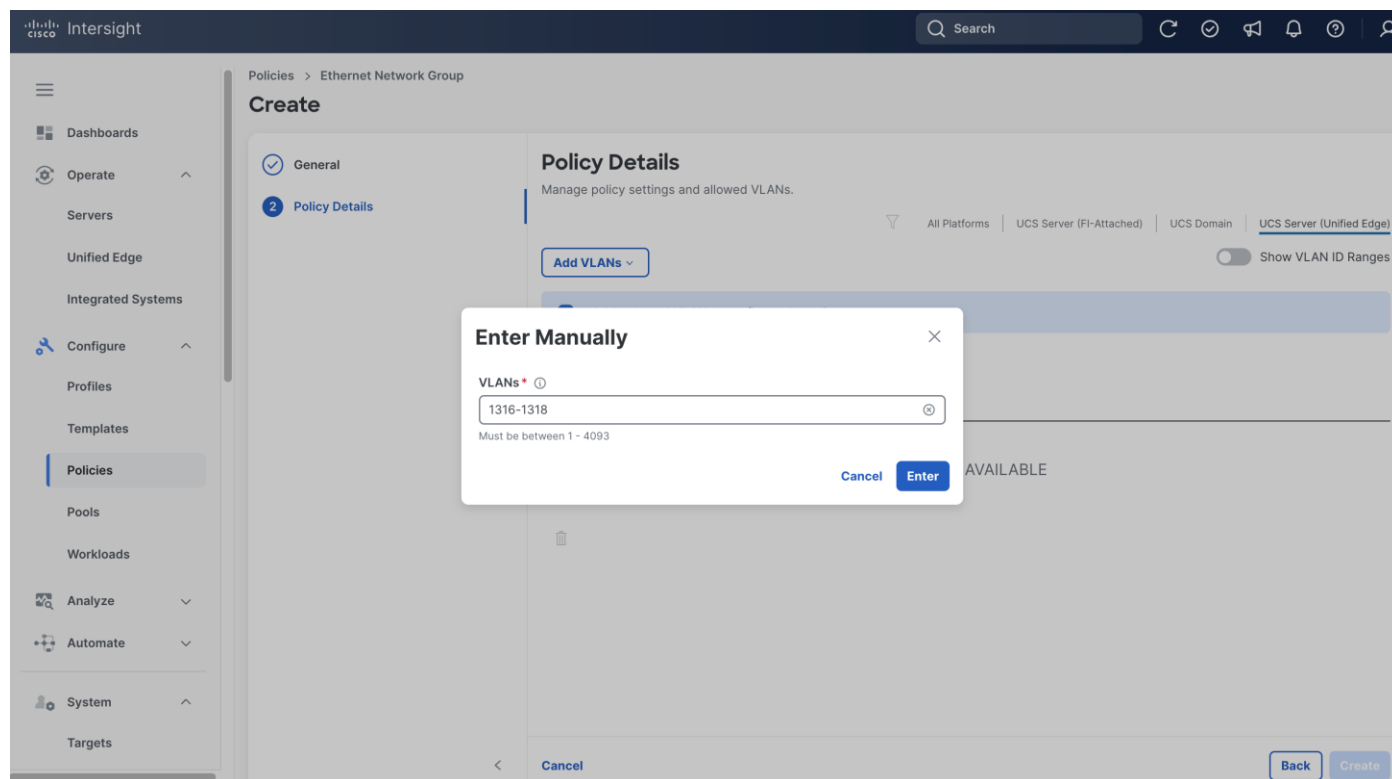 cisco Intersight
Search
Dashboards
Operate
Servers
Unified Edge
Integrated Systems
Configure
Profiles
Templates
Policies
Pools
Workloads
Analyze
Automate
System
Targets
Policies > Ethernet Network Group
Create
General
2 Policy Details
Policy Details
Manage policy settings and allowed VLANs.
All Platforms | UCS Server (FI-Attached) | UCS Domain | UCS Server (Unified Edge)
Add VLANs
Show VLAN ID Ranges
Enter Manually
VLANs*
1316-1318
Must be between 1 - 4093
Cancel Enter
AVAILABLE
< Cancel Back Create